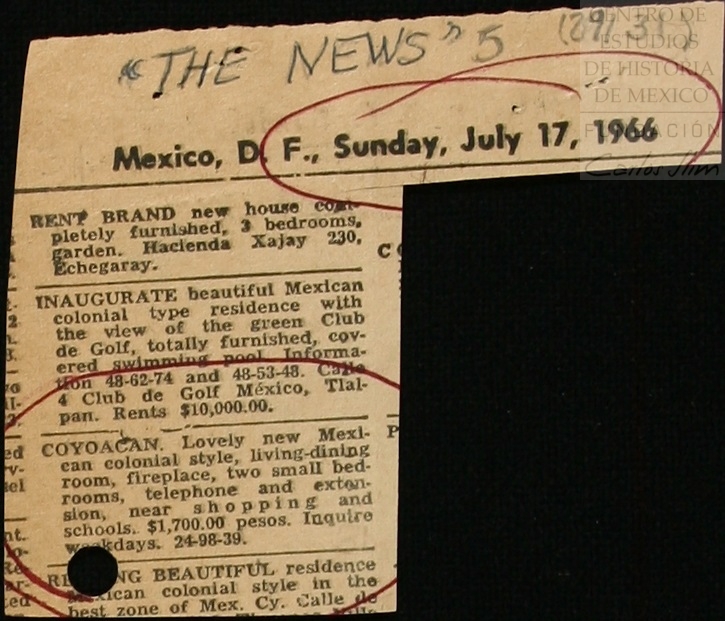 "THE NEWS" 5 (29/31)
CENTRO DE
ESTUDIOS
DE HISTORIA
DE MEXICO
FUNDACIÓN
Carlos Slim
Mexico, D. F., Sunday, July 17, 1966
RENT BRAND new house com-
pletely furnished, 3 bedrooms,
garden. Hacienda Xajay 230,
Echegaray.
INAUGURATE beautiful Mexican
colonial type residence with
the view of the green Club
de Golf, totally furnished, cov-
ered swimming pool. Informa-
tion 48-62-74 and 48-53-48. Calle
4 Club de Golf México, Tlal-
pan. Rents $10,000.00.
COYOACAN. Lovely new Mexi-
can colonial style, living-dining
room, fireplace, two small bed-
rooms, telephone and exten-
sion, near shopping and
schools. $1,700.00 pesos. Inquire
weekdays. 24-98-39.
BEAUTIFUL residence
Mexican colonial style in the
best zone of Mex. Cy. Calle de